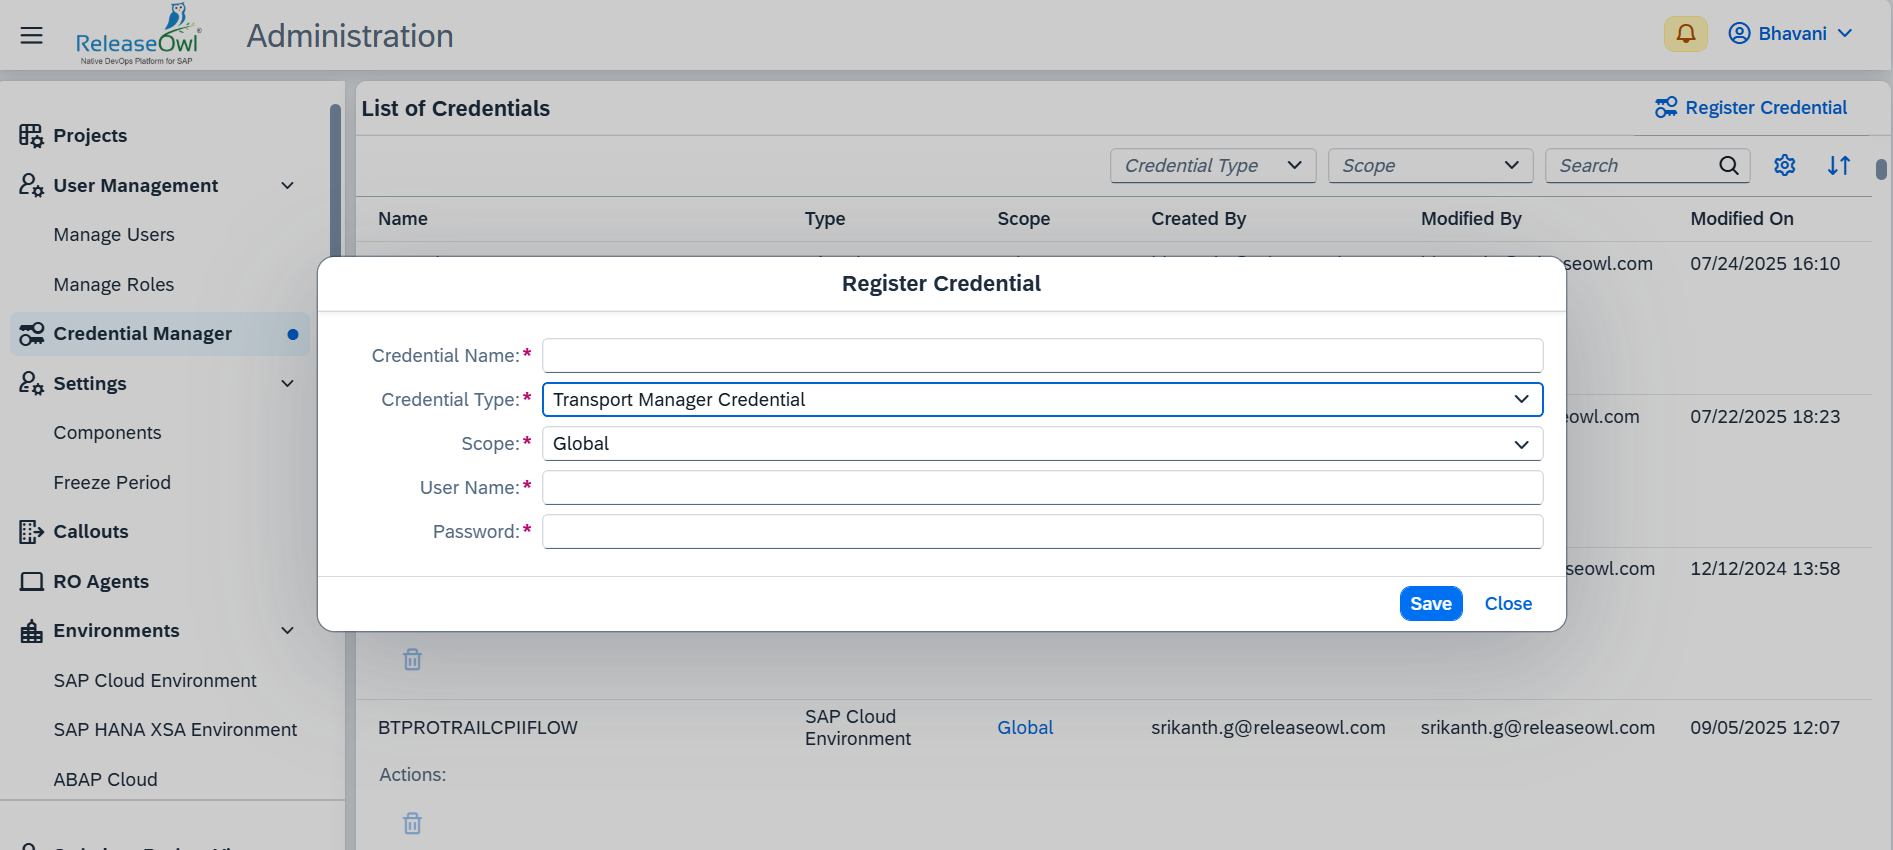 ReleaseOwl
Native DevOps Platform for SAP
Administration
Bhavani
Projects
User Management
Manage Users
Manage Roles
Credential Manager
Settings
Components
Freeze Period
Callouts
RO Agents
Environments
SAP Cloud Environment
SAP HANA XSA Environment
ABAP Cloud
List of Credentials
Register Credential
Credential Type
Scope
Search
Name Type Scope Created By Modified By Modified On
seowl.com 07/24/2025 16:10
Register Credential
Credential Name:*
Credential Type:* Transport Manager Credential
Scope:* Global
User Name:*
Password:*
Save Close
owl.com 07/22/2025 18:23
seowl.com 12/12/2024 13:58
BTPROTRAILCPIIFLOW SAP Cloud Environment Global srikanth.g@releaseowl.com srikanth.g@releaseowl.com 09/05/2025 12:07
Actions: